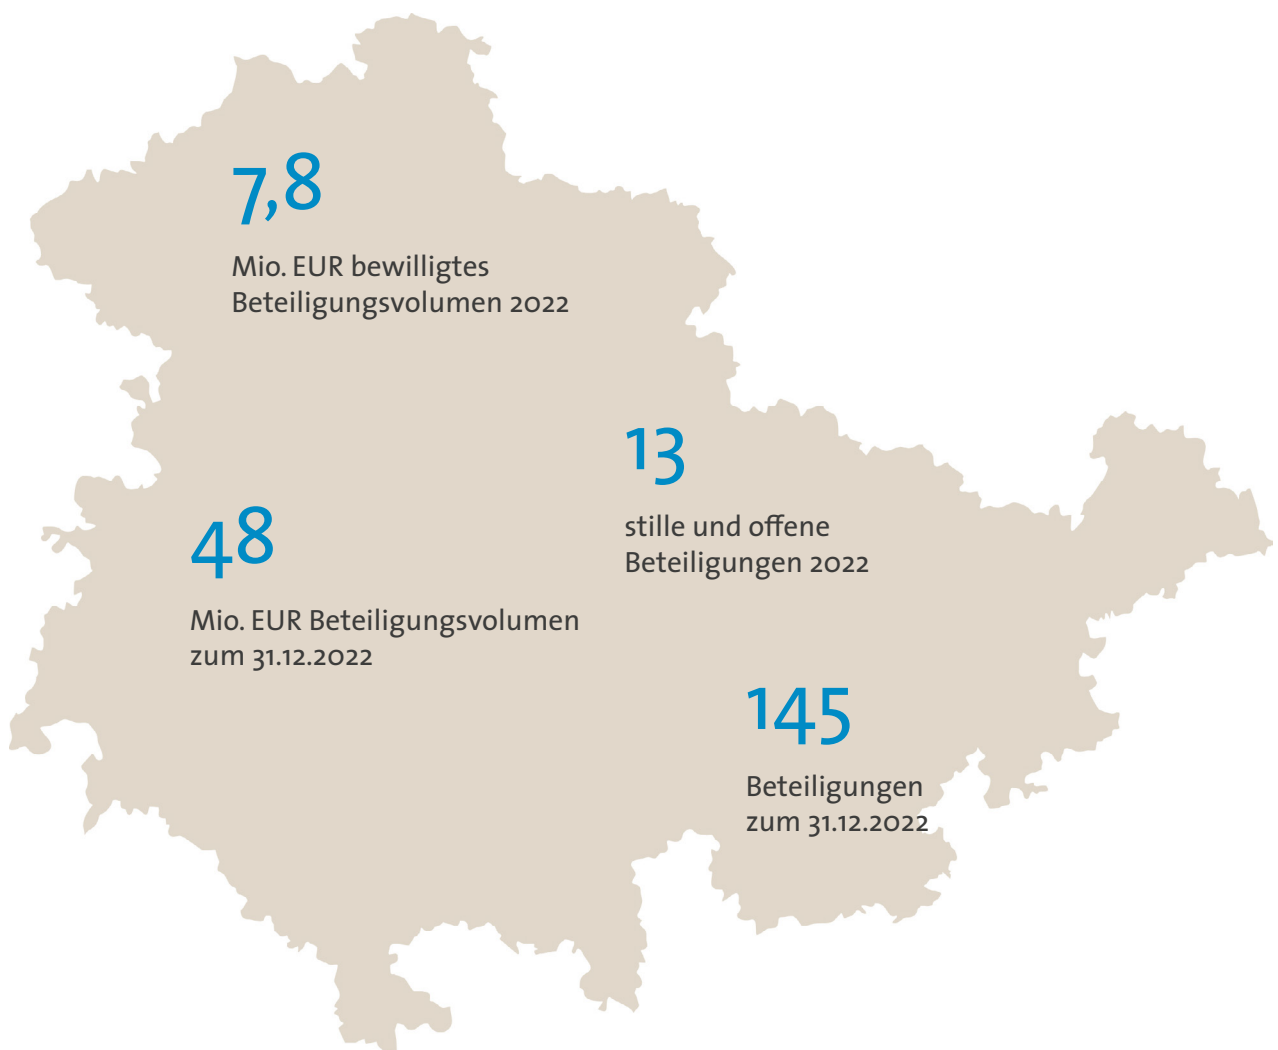 7,8
Mio. EUR bewilligtes
Beteiligungsvolumen 2022
13
stille und offene
Beteiligungen 2022
48
Mio. EUR Beteiligungsvolumen
zum 31.12.2022
145
Beteiligungen
zum 31.12.2022